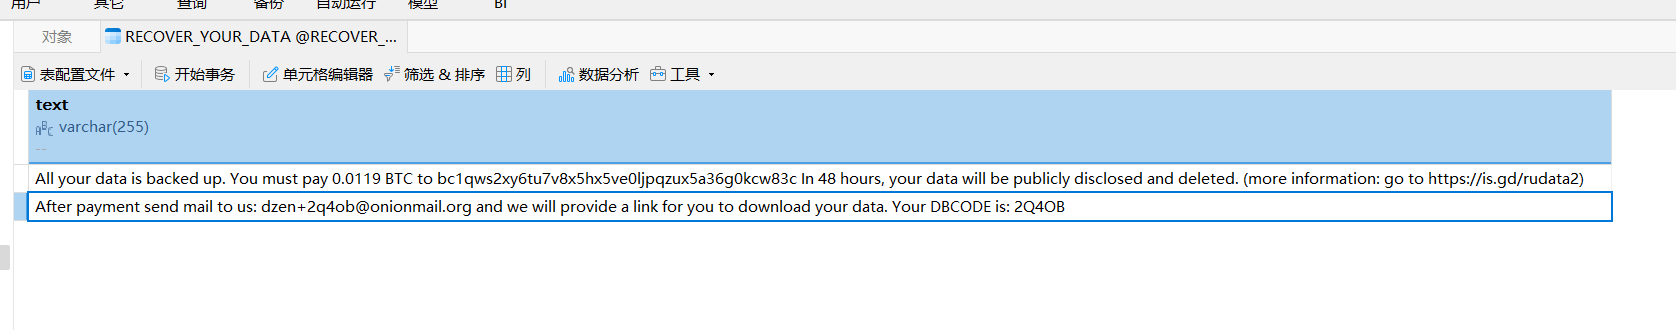 用户 其它 查询 备份 自动运行 模型 BI
对象 RECOVER_YOUR_DATA @RECOVER_...
表配置文件 开始事务 单元格编辑器 筛选 & 排序 列 数据分析 工具
text
ABC varchar(255)
--
All your data is backed up. You must pay 0.0119 BTC to bc1qws2xy6tu7v8x5hx5ve0ljpqzux5a36g0kcw83c In 48 hours, your data will be publicly disclosed and deleted. (more information: go to https://is.gd/rudata2)
After payment send mail to us: dzen+2q4ob@onionmail.org and we will provide a link for you to download your data. Your DBCODE is: 2Q4OB